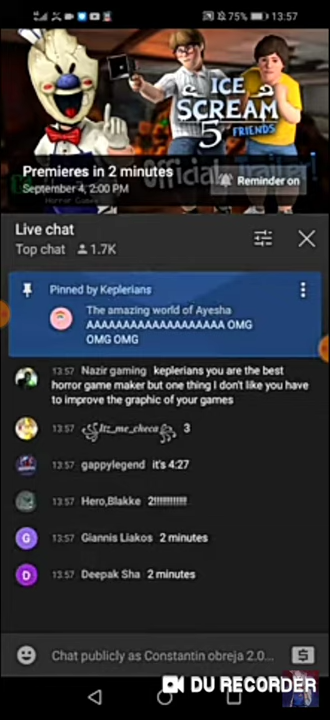 75% 13:57
ICE
SCREAM
5 FRIENDS
official trailer!
Premieres in 2 minutes
September 4, 2:00 PM
Reminder on
Horror Games
Live chat
Top chat 1.7K
Pinned by Keplerians
The amazing world of Ayesha
AAAAAAAAAAAAAAAAAAA OMG
OMG OMG
13:57 Nazir gaming keplerians you are the best
horror game maker but one thing I don't like you have
to improve the graphic of your games
13:57 ꧁Itz_me_checa꧂ 3
13:57 gappylegend it's 4:27
13:57 Hero,Blakke 2!!!!!!!!!!!!
G 13:57 Giannis Liakos 2 minutes
D 13:57 Deepak Sha 2 minutes
Chat publicly as Constantin obreja 2.0...
DU RECORDER